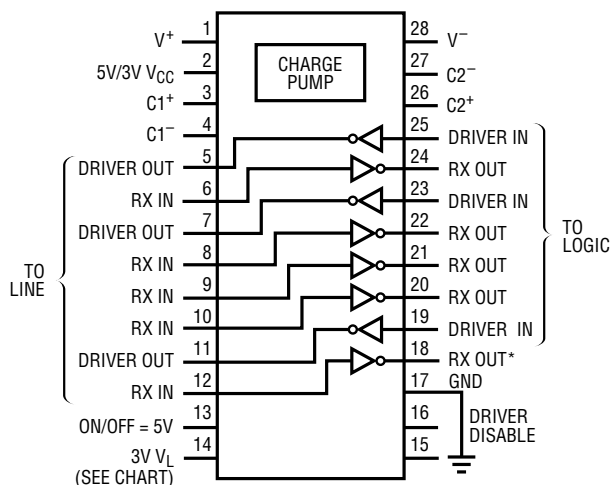 1 28
V+ V−
2 27
5V/3V VCC C2−
3 26
C1+ C2+
CHARGE
PUMP
4 25
C1− DRIVER IN
5 24
DRIVER OUT RX OUT
6 23
RX IN DRIVER IN
7 22
DRIVER OUT RX OUT
8 21
RX IN RX OUT
TO
LINE
TO
LOGIC
9 20
RX IN RX OUT
10 19
RX IN DRIVER IN
11 18
DRIVER OUT RX OUT*
12 17
RX IN GND
13 16
ON/OFF = 5V
DRIVER
DISABLE
14 15
3V VL
(SEE CHART)